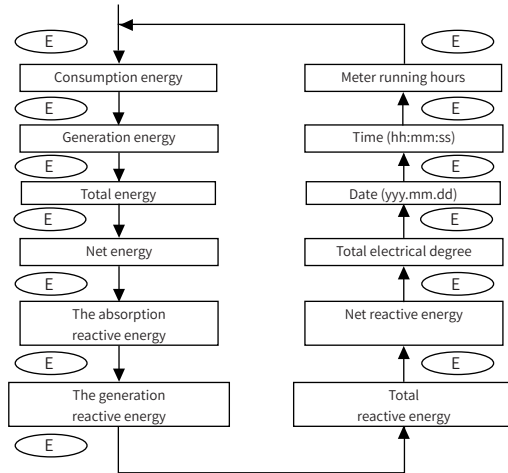 E
E
Consumption energy
Meter running hours
E
E
Generation energy
Time (hh:mm:ss)
E
E
Total energy
Date (yyy.mm.dd)
E
E
Net energy
Total electrical degree
E
E
The absorption
reactive energy
Net reactive energy
E
E
The generation
reactive energy
Total
reactive energy
E